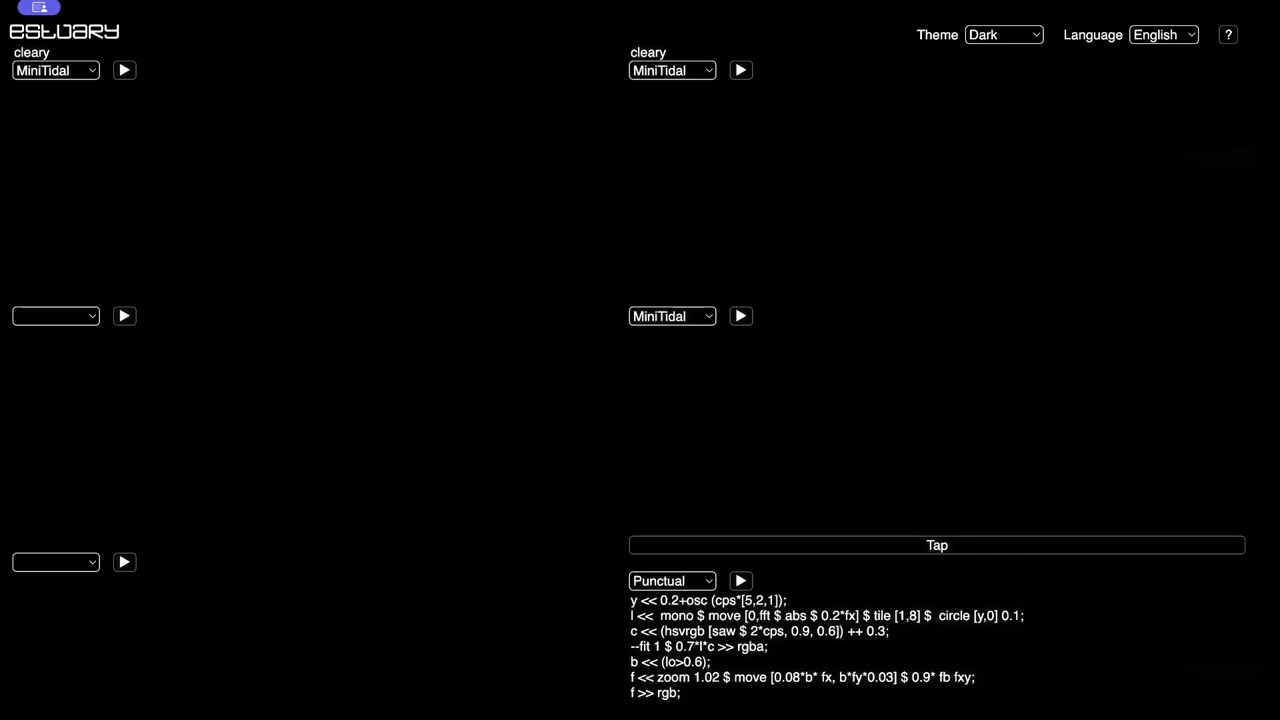 estuary
Theme Dark Language English ?
cleary
MiniTidal
cleary
MiniTidal
MiniTidal
Tap
Punctual
y << 0.2+osc (cps*[5,2,1]);
l <<  mono $ move [0,fft $ abs $ 0.2*fx] $ tile [1,8] $  circle [y,0] 0.1;
c << (hsvrgb [saw $ 2*cps, 0.9, 0.6]) ++ 0.3;
--fit 1 $ 0.7*l*c >> rgba;
b << (lo>0.6);
f << zoom 1.02 $ move [0.08*b* fx, b*fy*0.03] $ 0.9* fb fxy;
f >> rgb;